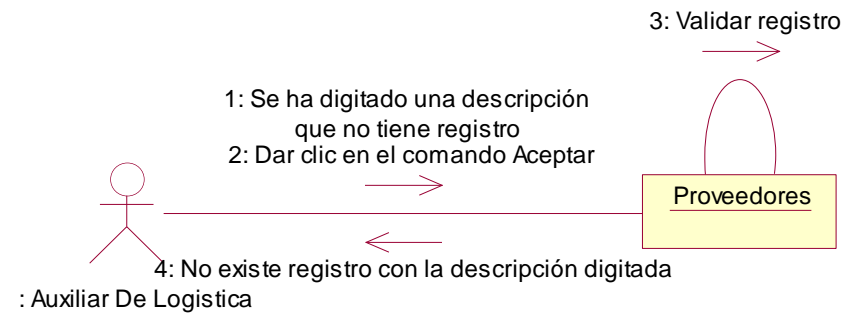 3: Validar registro
1: Se ha digitado una descripción
que no tiene registro
2: Dar clic en el comando Aceptar
Proveedores
4: No existe registro con la descripción digitada
: Auxiliar De Logistica